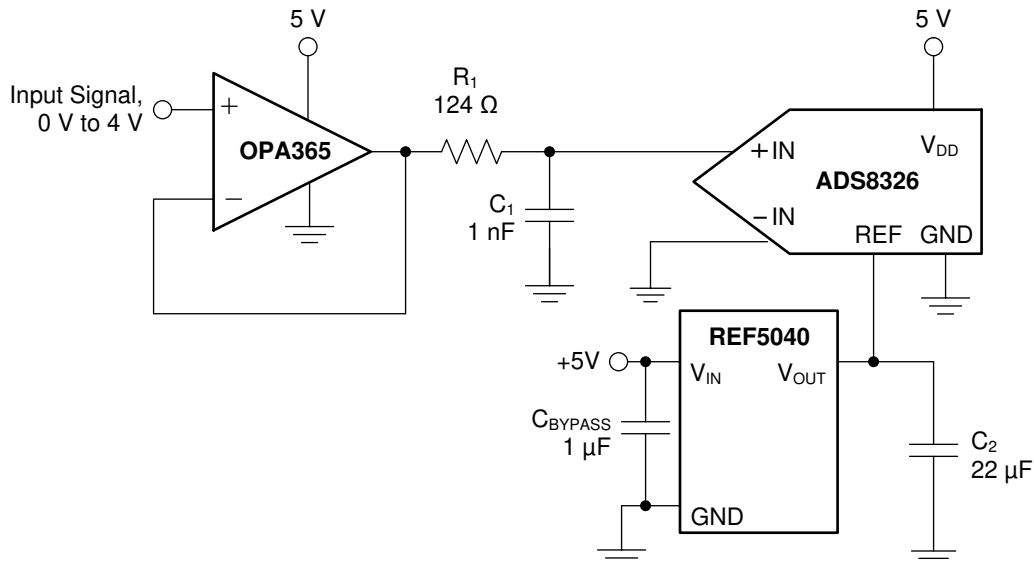 5 V
5 V
Input Signal,
0 V to 4 V
+
−
OPA365
R1
124 Ω
C1
1 nF
+IN
−IN
VDD
ADS8326
REF
GND
REF5040
+5V
VIN
VOUT
CBYPASS
1 μF
GND
C2
22 μF